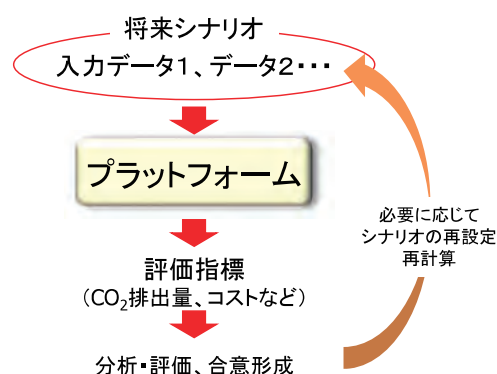 将来シナリオ
入力データ1、データ2･･･
プラットフォーム
評価指標
（CO₂排出量、コストなど）
分析・評価、合意形成
必要に応じて
シナリオの再設定
再計算